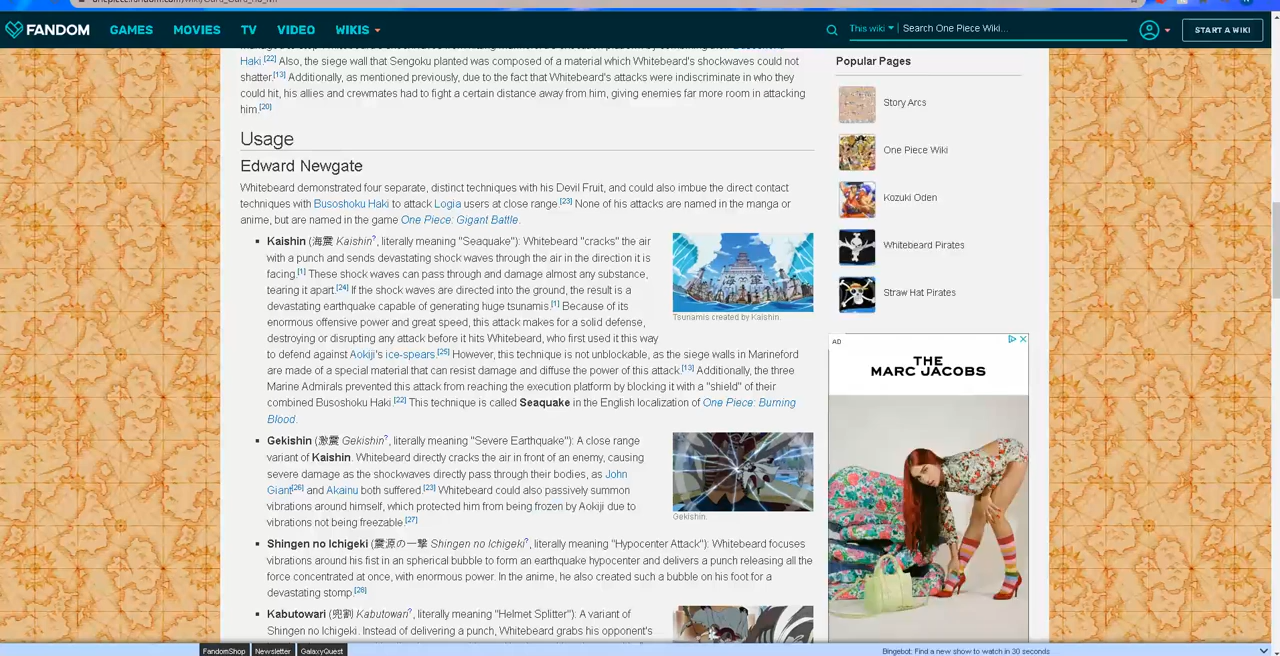 FANDOM GAMES MOVIES TV VIDEO WIKIS This wiki Search One Piece Wiki... START A WIKI
Haki.[22] Also, the siege wall that Sengoku planted was composed of a material which Whitebeard's shockwaves could not
shatter.[13] Additionally, as mentioned previously, due to the fact that Whitebeard's attacks were indiscriminate in who they
could hit, his allies and crewmates had to fight a certain distance away from him, giving enemies far more room in attacking
him.[20]
Usage
Edward Newgate
Whitebeard demonstrated four separate, distinct techniques with his Devil Fruit, and could also imbue the direct contact
techniques with Busoshoku Haki to attack Logia users at close range.[23] None of his attacks are named in the manga or
anime, but are named in the game One Piece: Gigant Battle.
Kaishin (海震 Kaishin?, literally meaning "Seaquake"): Whitebeard "cracks" the air
with a punch and sends devastating shock waves through the air in the direction it is
facing.[1] These shock waves can pass through and damage almost any substance,
tearing it apart.[24] If the shock waves are directed into the ground, the result is a
devastating earthquake capable of generating huge tsunamis.[1] Because of its
enormous offensive power and great speed, this attack makes for a solid defense,
destroying or disrupting any attack before it hits Whitebeard, who first used it this way
to defend against Aokiji's ice-spears.[25] However, this technique is not unblockable, as the siege walls in Marineford
are made of a special material that can resist damage and diffuse the power of this attack.[13] Additionally, the three
Marine Admirals prevented this attack from reaching the execution platform by blocking it with a "shield" of their
combined Busoshoku Haki.[22] This technique is called Seaquake in the English localization of One Piece: Burning
Blood.
Tsunamis created by Kaishin.
Gekishin (激震 Gekishin?, literally meaning "Severe Earthquake"): A close range
variant of Kaishin. Whitebeard directly cracks the air in front of an enemy, causing
severe damage as the shockwaves directly pass through their bodies, as John
Giant[26] and Akainu both suffered.[23] Whitebeard could also passively summon
vibrations around himself, which protected him from being frozen by Aokiji due to
vibrations not being freezable.[27]
Gekishin.
Shingen no Ichigeki (震源の一撃 Shingen no Ichigeki?, literally meaning "Hypocenter Attack"): Whitebeard focuses
vibrations around his fist in an spherical bubble to form an earthquake hypocenter and delivers a punch releasing all the
force concentrated at once, with enormous power. In the anime, he also created such a bubble on his foot for a
devastating stomp.[28]
Kabutowari (兜割 Kabutowari?, literally meaning "Helmet Splitter"): A variant of
Shingen no Ichigeki. Instead of delivering a punch, Whitebeard grabs his opponent's
Popular Pages
Story Arcs
One Piece Wiki
Kozuki Oden
Whitebeard Pirates
Straw Hat Pirates
AD
THE
MARC JACOBS
FandomShop Newsletter GalaxyQuest Bingebot: Find a new show to watch in 30 seconds